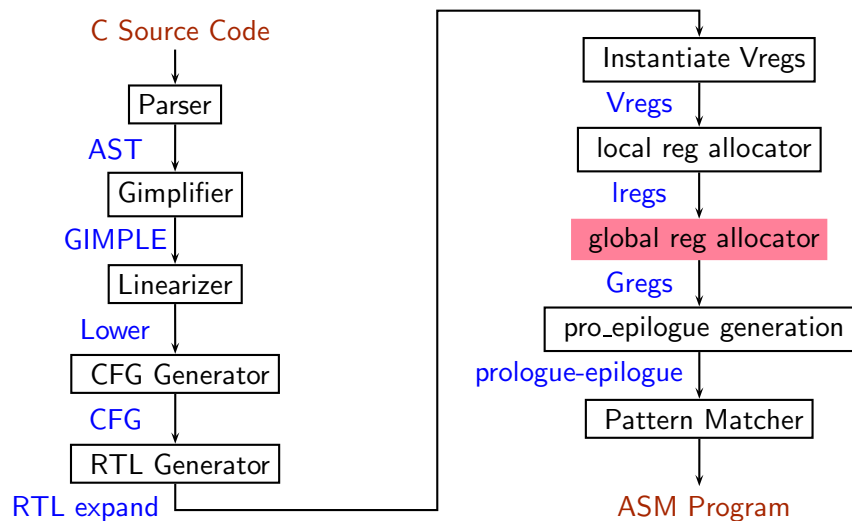 C Source Code
Parser
AST
Gimplifier
GIMPLE
Linearizer
Lower
CFG Generator
CFG
RTL Generator
RTL expand
Instantiate Vregs
Vregs
local reg allocator
lregs
global reg allocator
Gregs
pro_epilogue generation
prologue-epilogue
Pattern Matcher
ASM Program